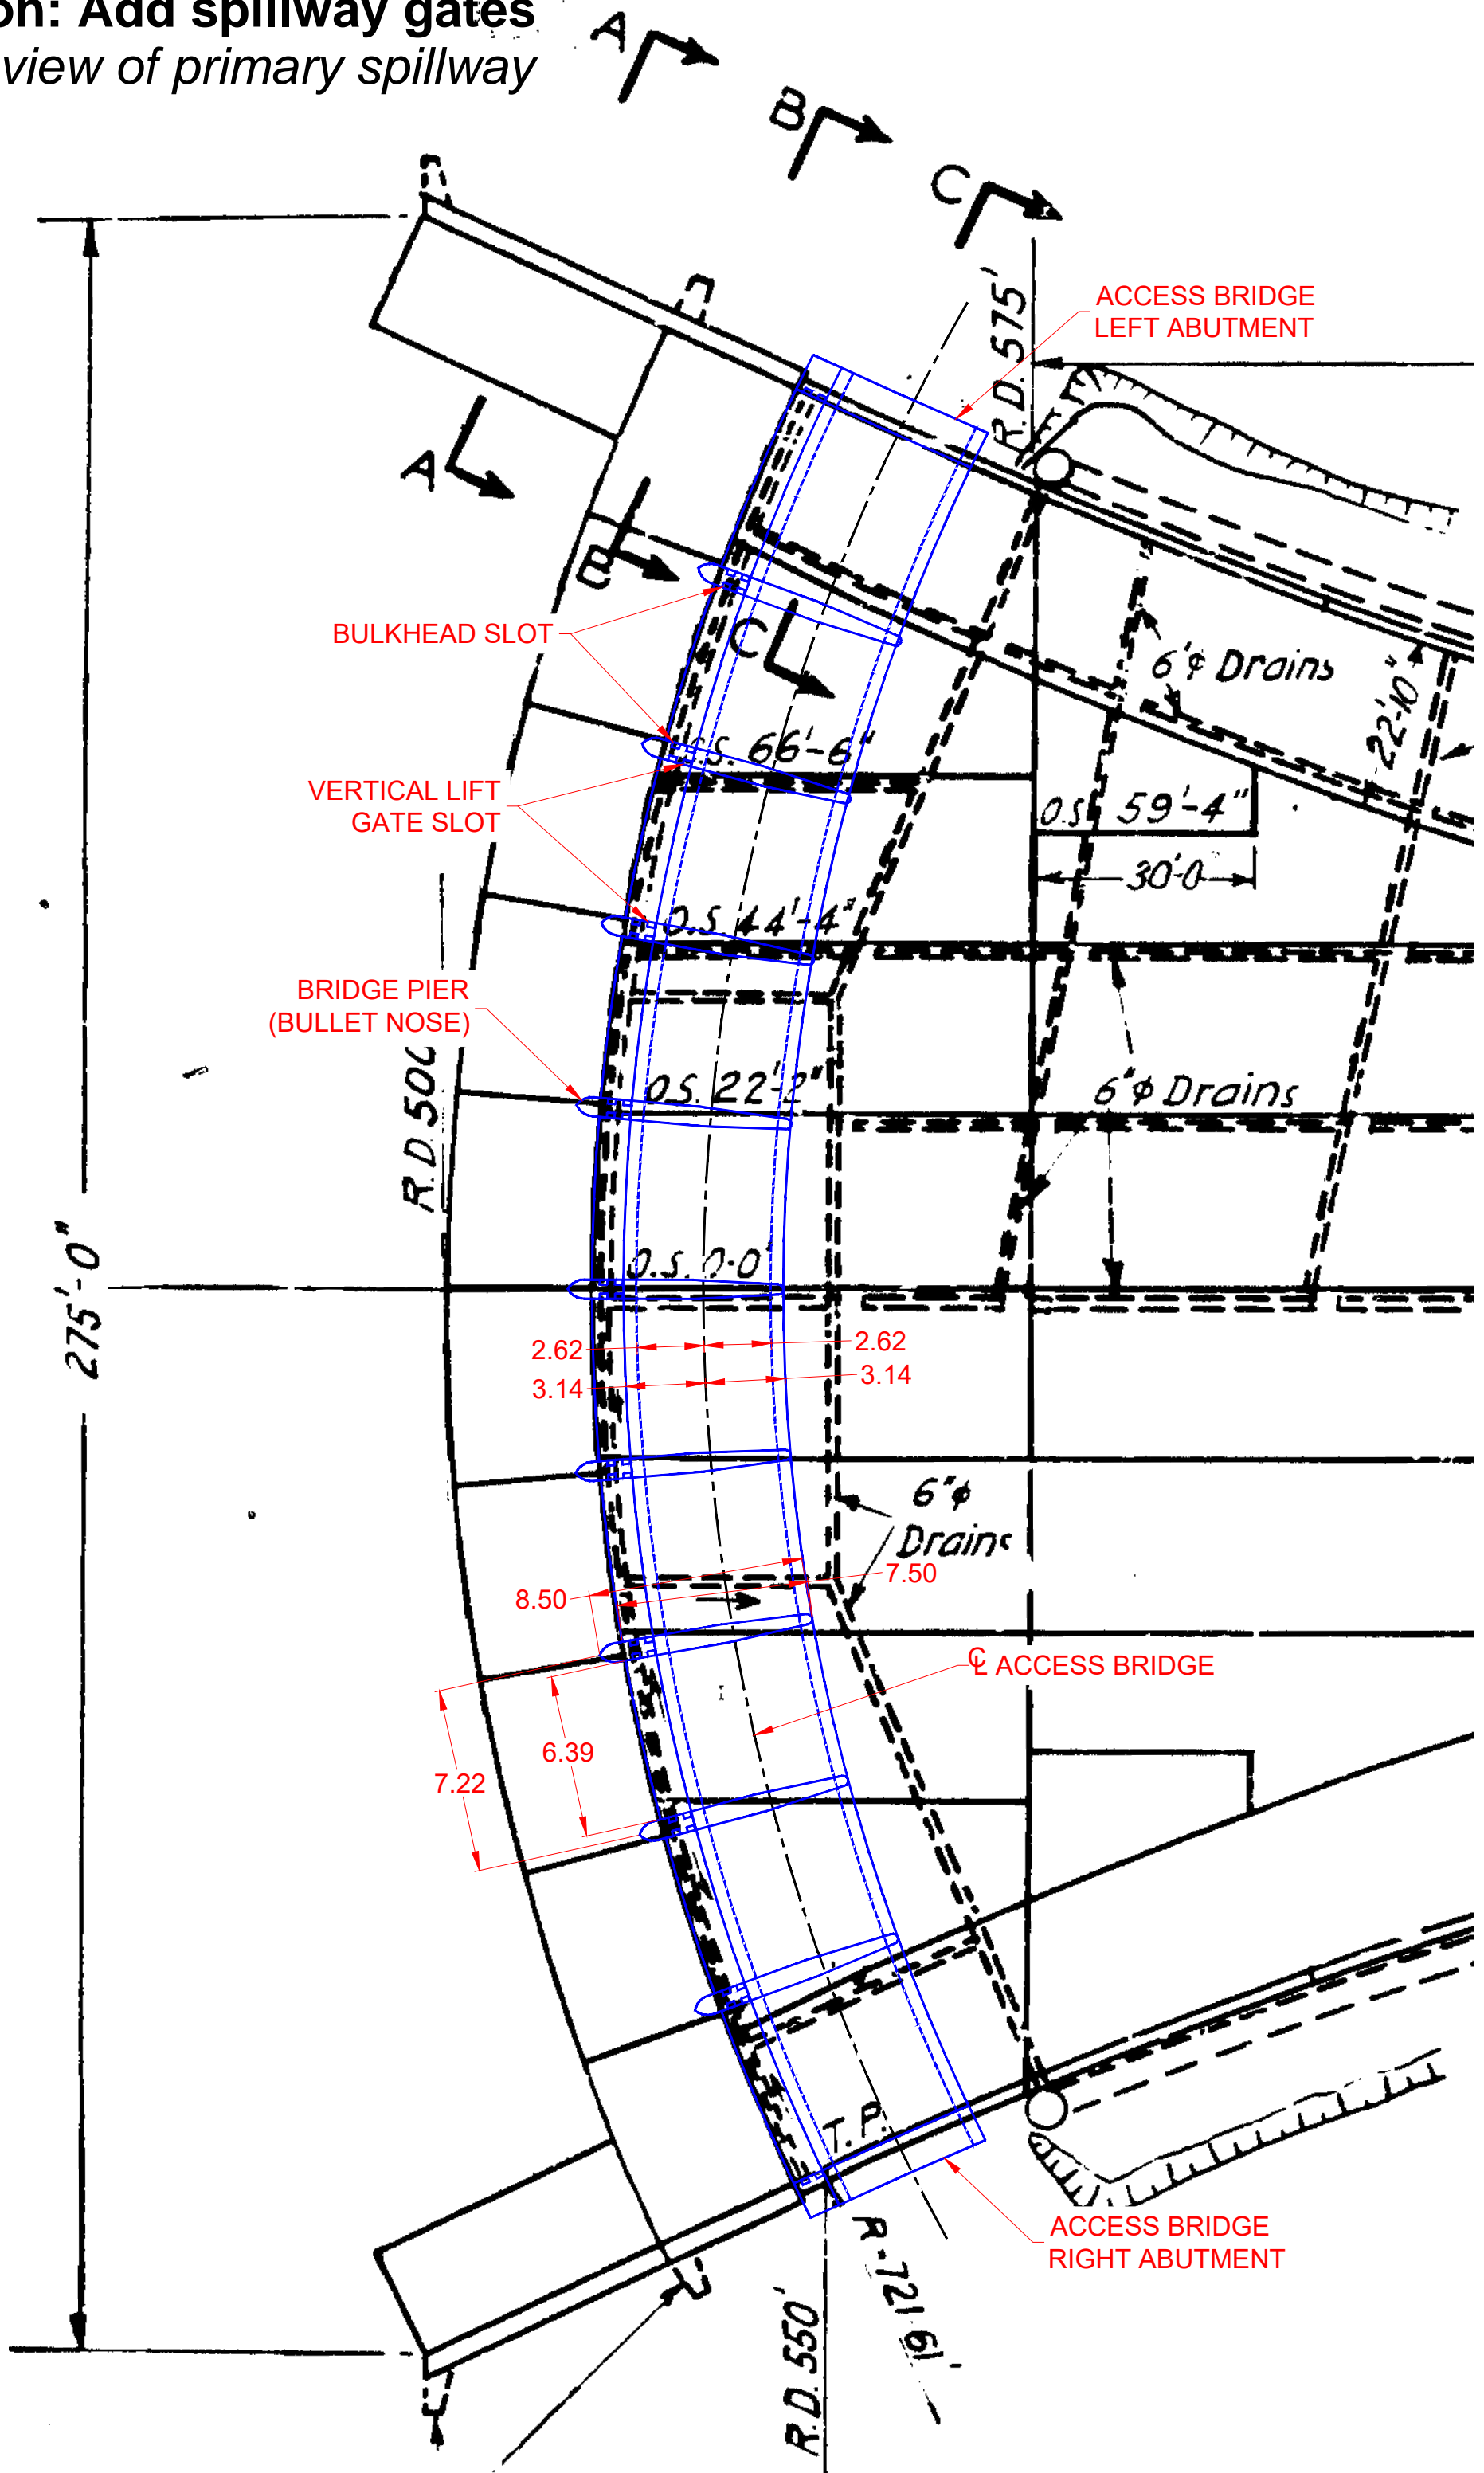 on: Add spillway gates
view of primary spillway
A
B
C
R.D. 575'
ACCESS BRIDGE
LEFT ABUTMENT
A
B
C
BULKHEAD SLOT
6"φ Drains
22'-10"
O.S. 66'-6"
VERTICAL LIFT
GATE SLOT
O.S. 59'-4"
30'-0
O.S. 44'-4"
BRIDGE PIER
(BULLET NOSE)
R.D. 500
O.S. 22'-2"
6"φ Drains
275'-0"
O.S. 0-0
2.62
2.62
3.14
3.14
6"φ
Drains
8.50
7.50
℄ ACCESS BRIDGE
6.39
7.22
T.P.
ACCESS BRIDGE
RIGHT ABUTMENT
R-721.61'
R.D. 550'